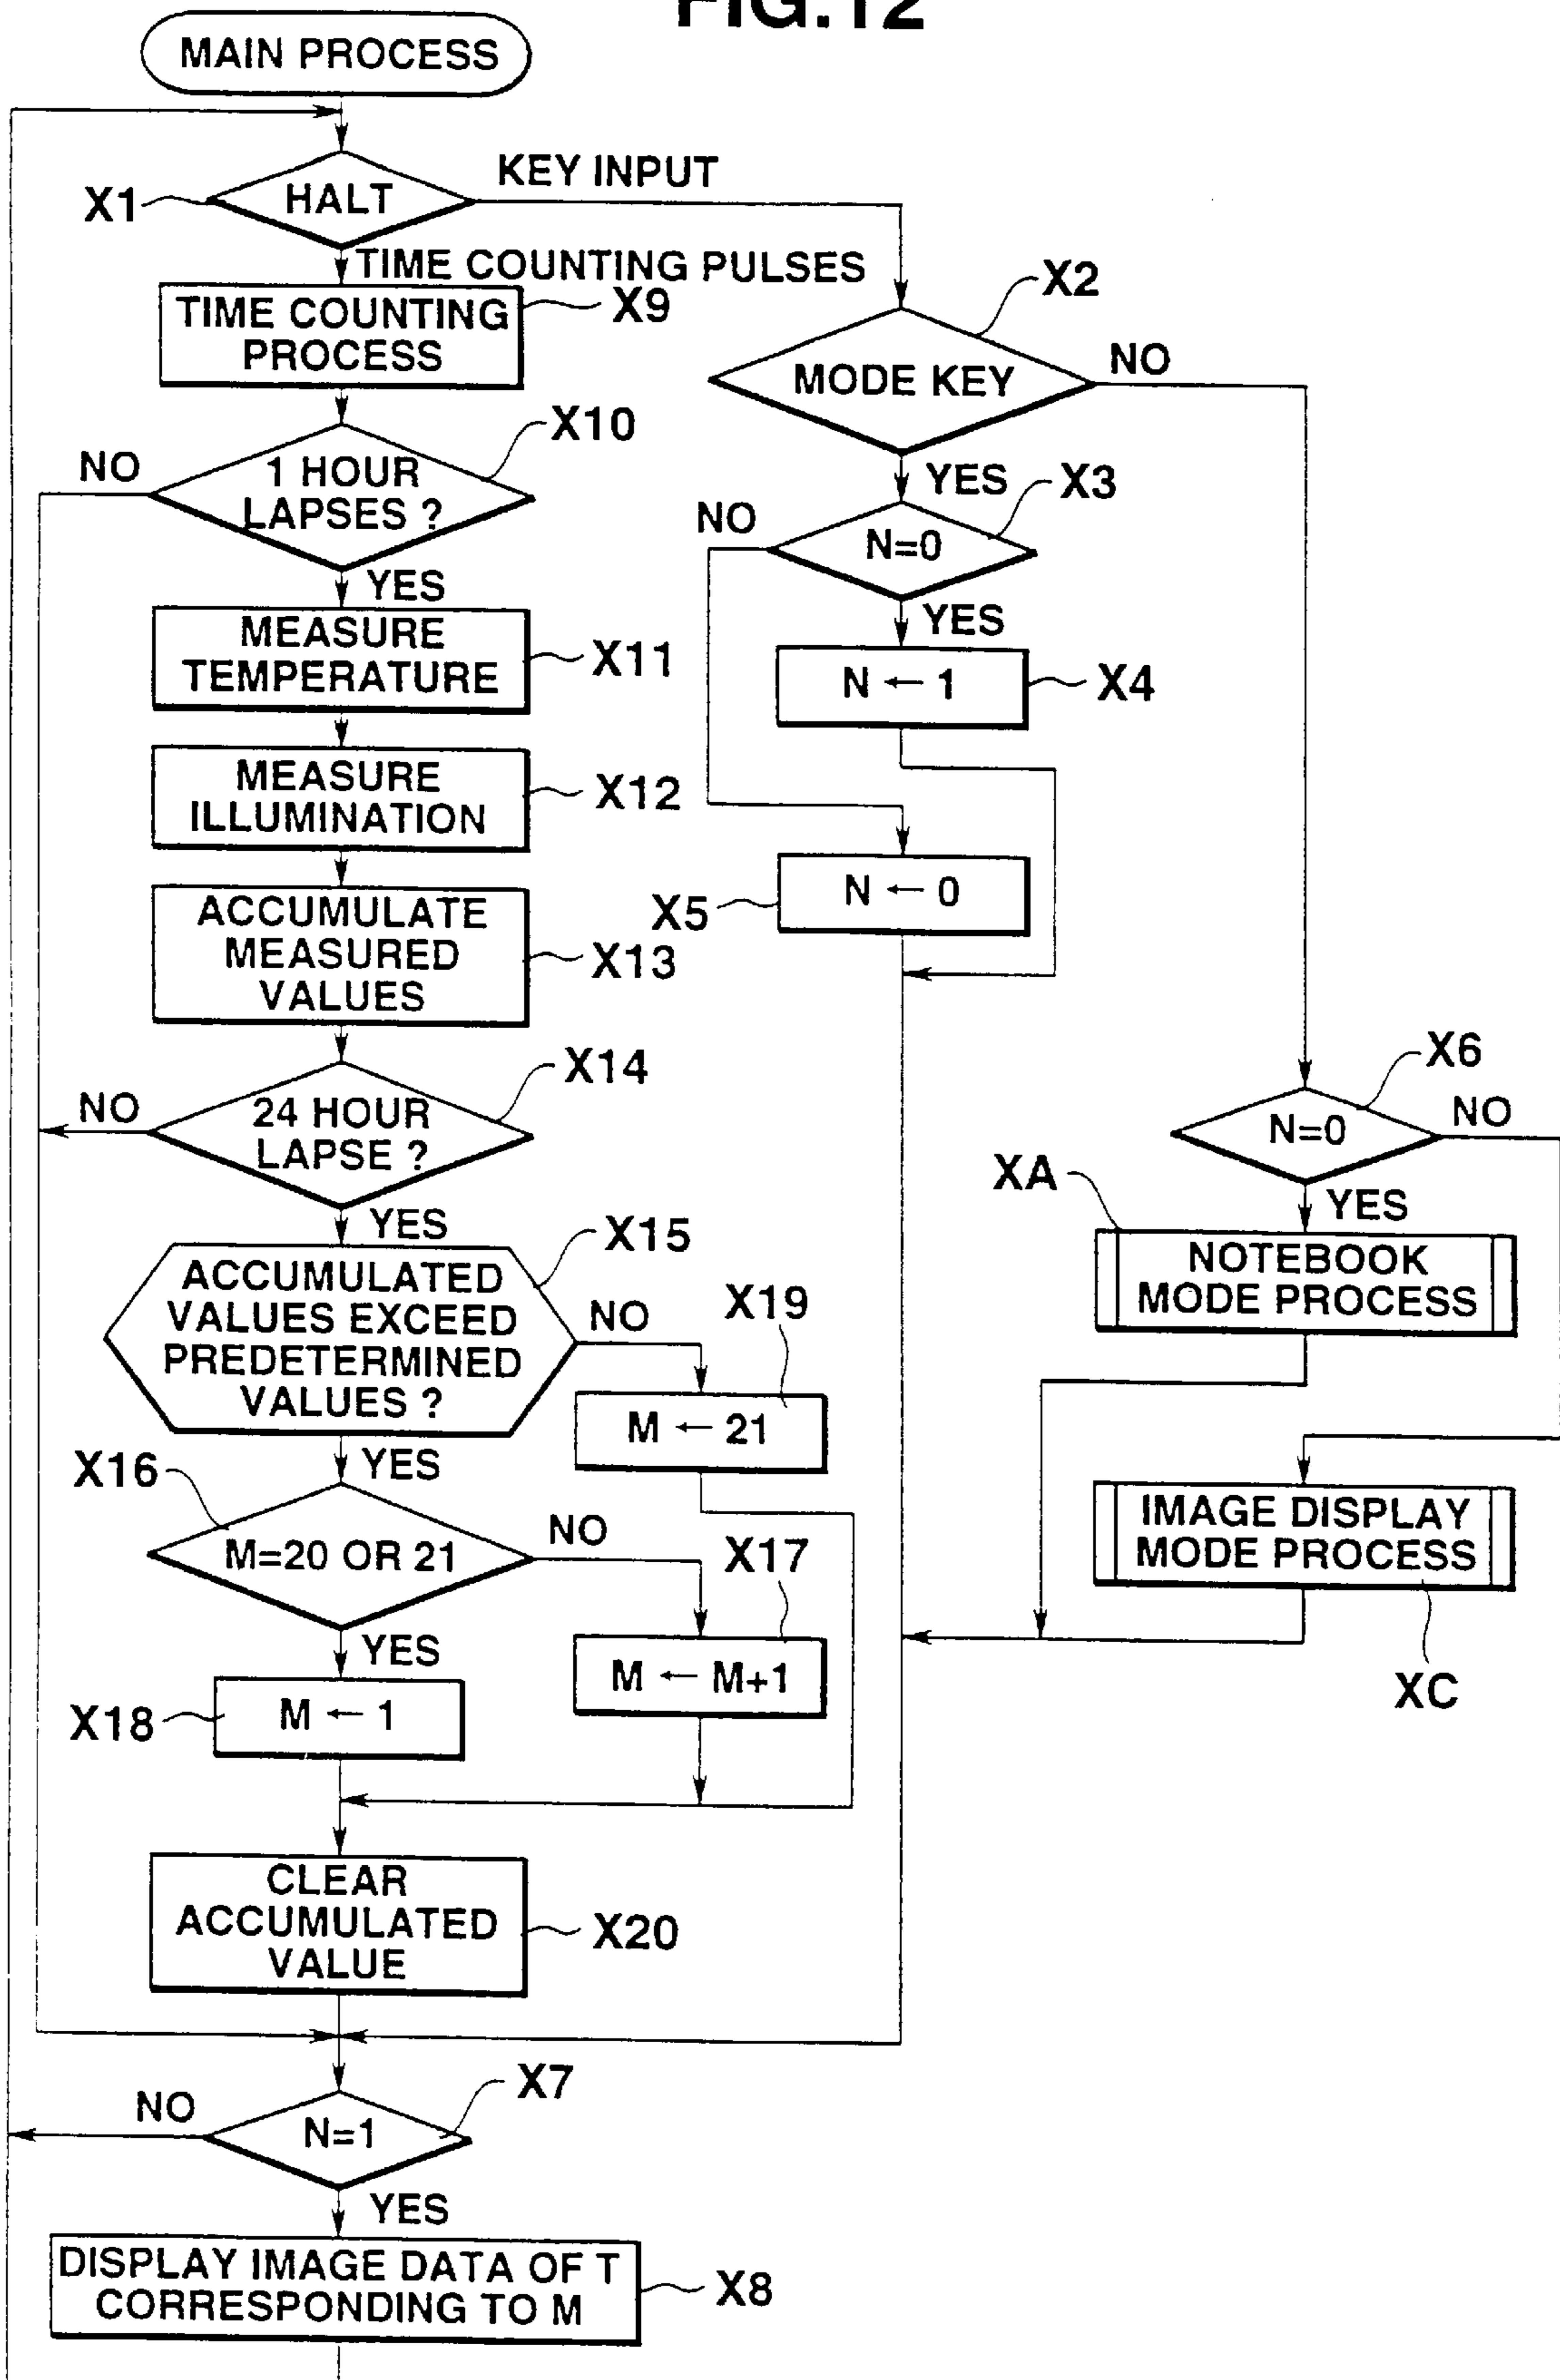 FIG.12
MAIN PROCESS
X1
HALT
KEY INPUT
TIME COUNTING PULSES
TIME COUNTING
PROCESS
X9
X2
MODE KEY
NO
X10
NO
1 HOUR
LAPSES ?
YES
YES
X3
NO
N=0
YES
MEASURE
TEMPERATURE
X11
N ← 1
X4
MEASURE
ILLUMINATION
X12
N ← 0
X5
ACCUMULATE
MEASURED
VALUES
X13
X14
NO
24 HOUR
LAPSE ?
YES
X6
N=0
NO
YES
XA
NOTEBOOK
MODE PROCESS
X15
ACCUMULATED
VALUES EXCEED
PREDETERMINED
VALUES ?
NO
X19
M ← 21
YES
X16
M=20 OR 21
NO
X17
M ← M+1
IMAGE DISPLAY
MODE PROCESS
XC
YES
X18
M ← 1
CLEAR
ACCUMULATED
VALUE
X20
X7
NO
N=1
YES
DISPLAY IMAGE DATA OF T
CORRESPONDING TO M
X8